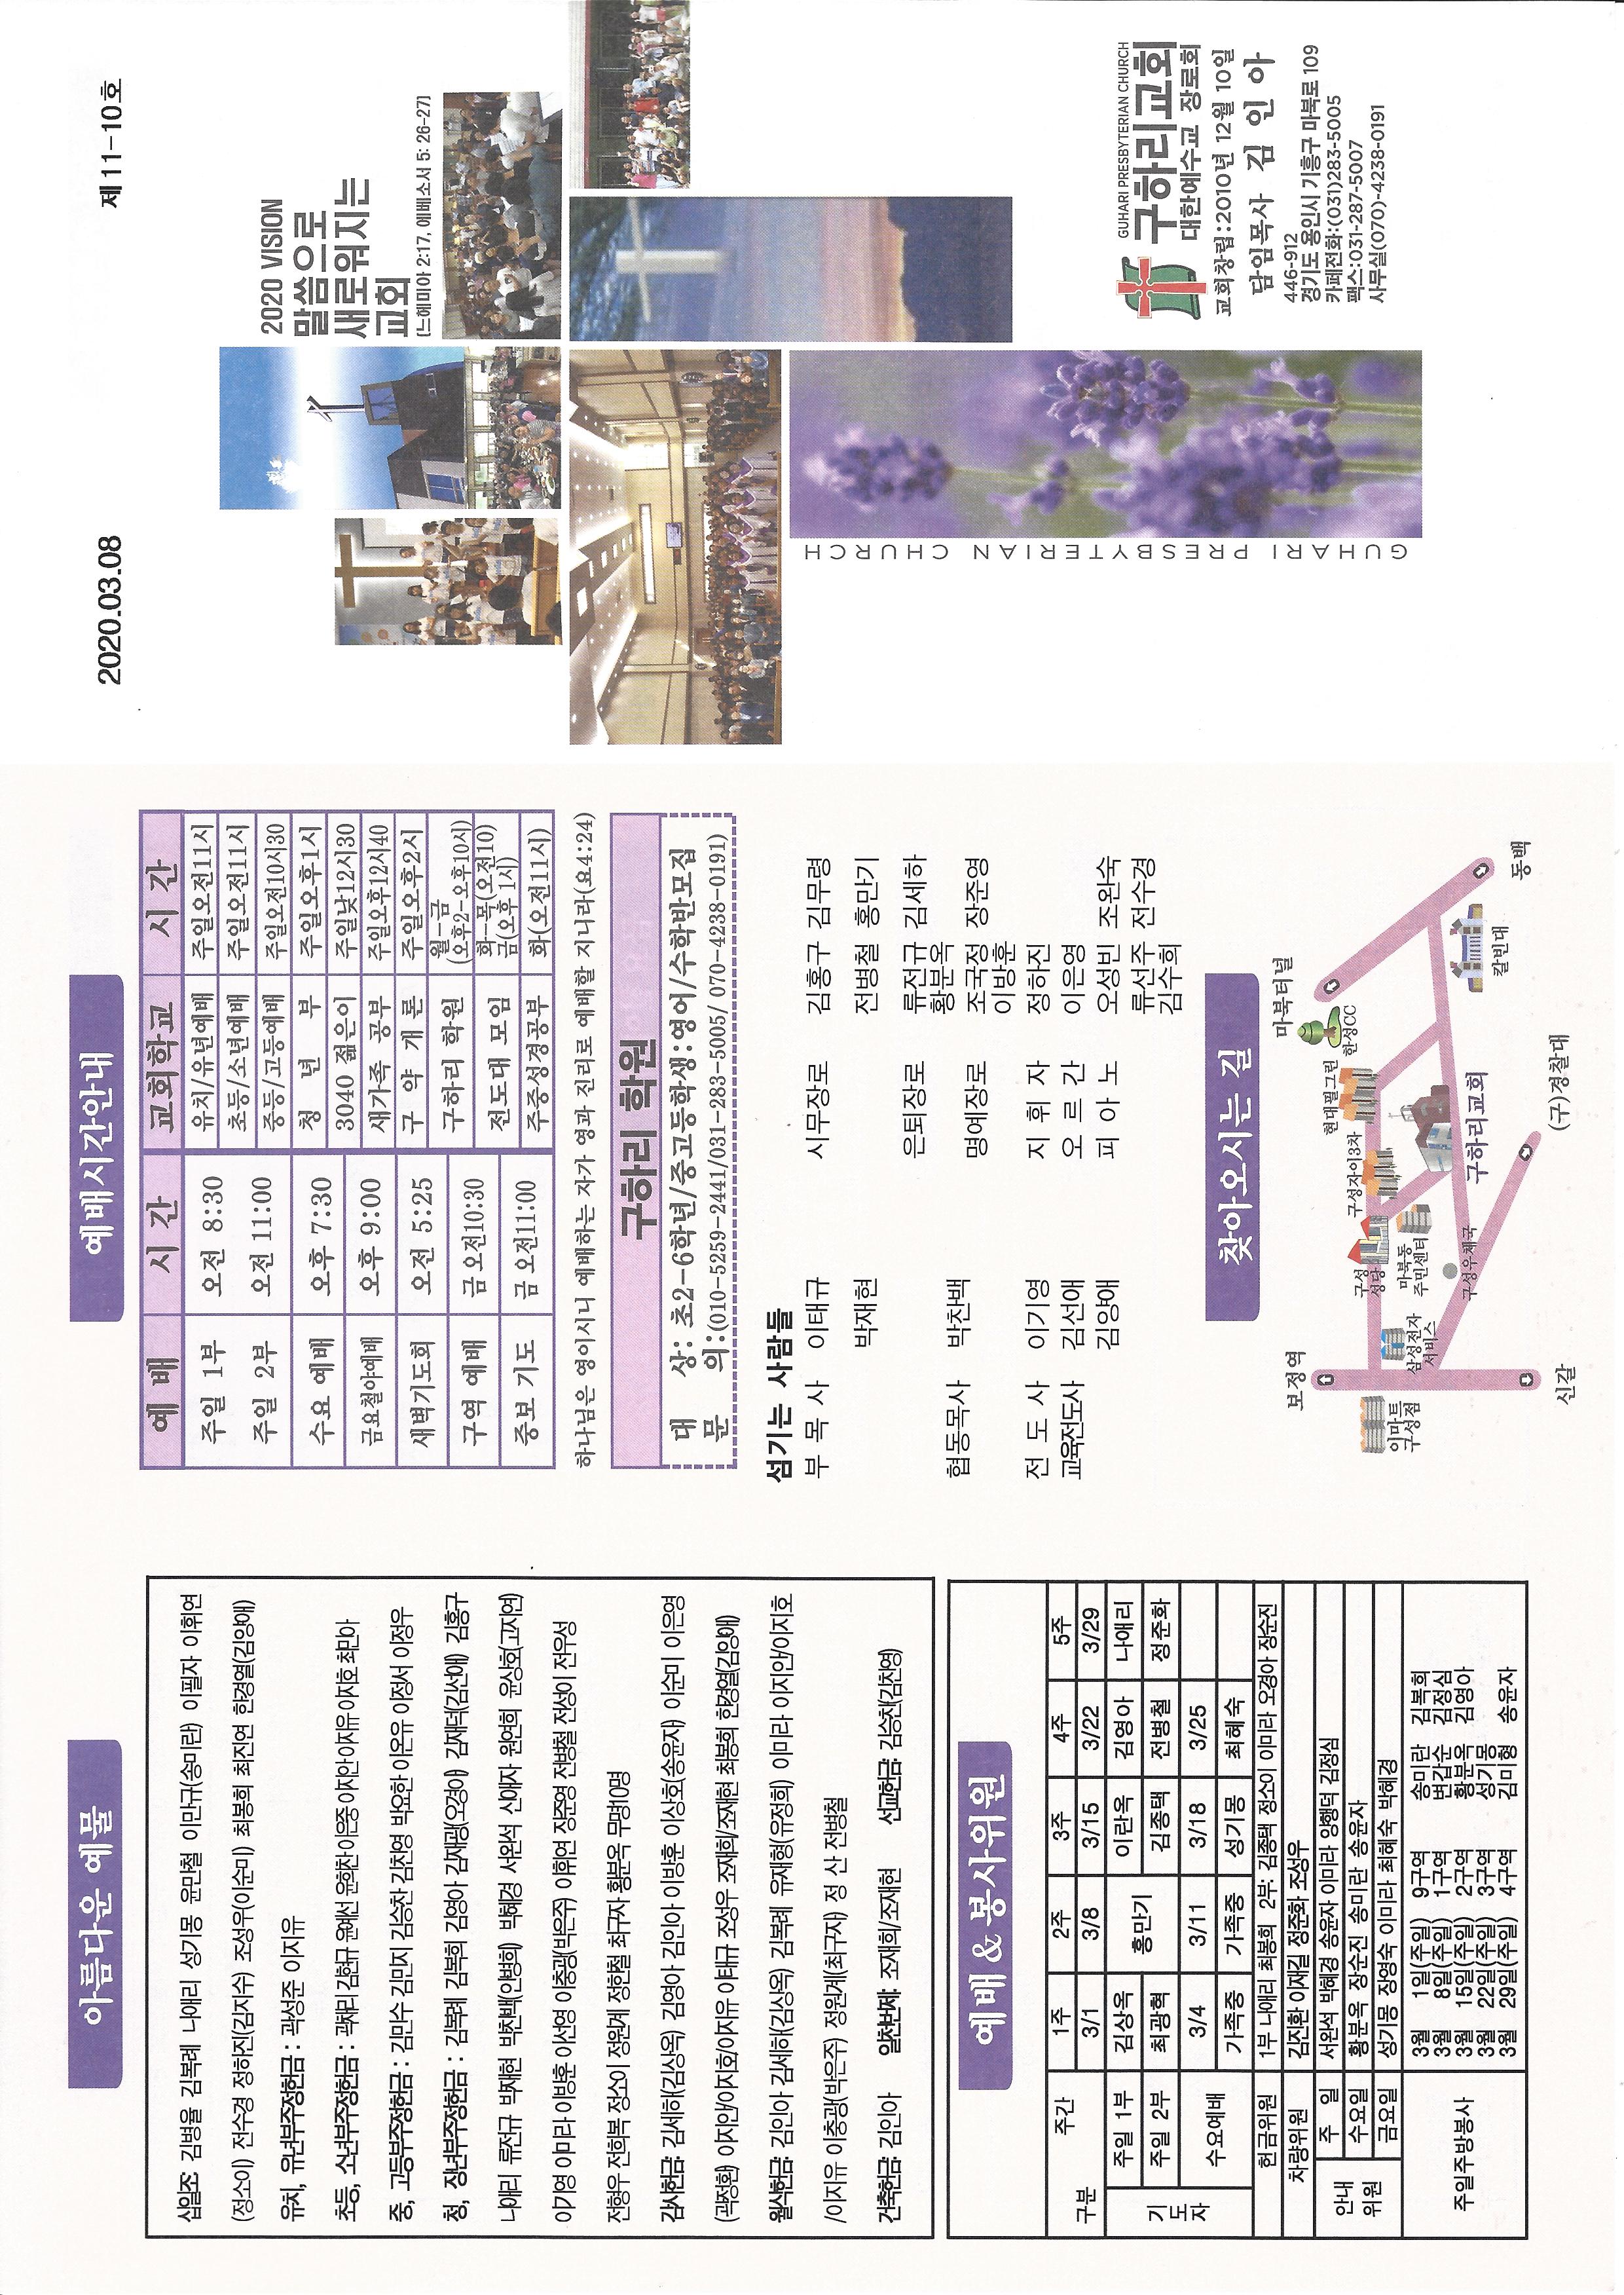 아름다운 예물
십일조: 김병율 김복례 나애리 성기몽 윤만철 이만규(송미란) 이필자 이휘연
(정소이) 전수경 정하진(김지수) 조성우(이순미) 최봉희 최진연 한경열(김양애)
유치, 유년부주정헌금 : 곽성준 이지유
초등, 소년부주정헌금 : 곽채리 김현규 윤예선 윤희찬 이은중 이지안 이지유 이지호 최민아
중, 고등부주정헌금 : 김민수 김민지 김승찬 김찬영 박요한 이온유 이정서 이정우
청, 장년부주정헌금 : 김복례 김복희 김영아 김재광(오경아) 김재덕(김선애) 김홍구
나애리 류전규 박재현 박찬백(안병희) 박혜경 서완석 신애자 원연희 윤상호(고지연)
이기영 이미라 이방훈 이선영 이충광(박은주) 이휘연 장준영 전병철 전성이 전우성
전형우 전희복 정소이 정원계 정한철 최구자 황분옥 무명10명
감사헌금: 김세하(김상옥) 김영아 김인아 이방훈 이상호(송윤자) 이순미 이은영
(곽정환) 이지안/이지호/이지유 이태규 조성우 조재희/조재현 최봉희 한경열(김양애)
월식헌금: 김인아 김세하(김상옥) 김복례 유재형(유정희) 이미라 이지안/이지호
/이지유 이충광(박은주) 정원계(최구자) 정 산 전병철
건축헌금: 김인아 일천번제: 조재희/조재현 선교헌금: 김승찬(김찬영)
예배 & 봉사위원
주간 구분 1주 2주 3주 4주 5주
3/1 3/8 3/15 3/22 3/29
기도자
주일 1부 김상옥 홍만기 이란옥 김영아 나애리
주일 2부 최광혁 김종택 전병철 정준화
수요예배 3/4 3/11 3/18 3/25
가족중 가족중 성기몽 최혜숙
헌금위원 1부 나애리 최봉희 2부: 김종택 정소이 이미라 오경아 장순진
차량위원 김진환 이재길 정준화 조성우
안내위원
주 일 서완석 박혜경 송윤자 이미라 양행덕 김정심
수요일 황분옥 장순진 송미란 송윤자
금요일 성기몽 장영숙 이미라 최혜숙 박혜경
주일주방봉사
3월 1일(주일) 9구역 송미란 김복희
3월 8일(주일) 1구역 변갑순 김정심
3월 15일(주일) 2구역 황분옥 김영아
3월 22일(주일) 3구역 성기몽
3월 29일(주일) 4구역 김미형 송윤자
예배시간안내
예 배 시 간 교회학교 시 간
주일 1부 오전 8:30
주일 2부 오전 11:00
수요 예배 오후 7:30
금요철야예배 오후 9:00
새벽기도회 오전 5:25
구역 예배 금 오전10:30
중보 기도 금 오전11:00
유치/유년예배 주일오전11시
초등/소년예배 주일오전11시
중등/고등예배 주일오전10시30
청 년 부 주일오후1시
3040 젊은이 주일낮12시30
새가족 공부 주일오후12시40
구 약 개 론 주일오후2시
구하리 학원 월-금
(오후2-오후10시)
전도대 모임 화-목(오전10)
금(오후 1시)
주중성경공부 화(오전11시)
하나님은 영이시니 예배하는 자가 영과 진리로 예배할 지니라(요4:24)
구하리 학원
대 상: 초2-6학년/중고등학생:영어/수학반모집
문 의:(010-5259-2441/031-283-5005/ 070-4238-0191)
섬기는 사람들
부 목 사 이태규 시무장로 김홍구 김무령
박재현 전병철 홍만기
은퇴장로 류전규 김세하
황분옥
협동목사 박찬백 명예장로 조국정 장준영
이방훈
전 도 사 이기영 지 휘 자 정하진
교육전도사 김선애 오 르 간 이은영
김양애 피 아 노 오성빈 조완숙
류선주 전수경
김수희
찾아오시는 길
보정역
마북터널
현대필그린
한성CC
구성자이3차
구성
성당
이마트
구성점
삼성전자
서비스
마북동
주민센터
구성우체국
구하리교회
칼빈대
동백
신갈
(구)경찰대
2020.03.08 제11-10호
2020 VISION
말씀으로
새로워지는
교회
(느헤미야 2:17, 에베소서 5: 26-27)
GUHARI PRESBYTERIAN CHURCH
GUHARI PRESBYTERIAN CHURCH
구하리교회
대한예수교 장로회
교회창립:2010년 12월 10일
담임목사 김 인 아
446-912
경기도 용인시 기흥구 마북로 109
카페전화:(031)283-5005
팩스:031-287-5007
사무실(070)-4238-0191